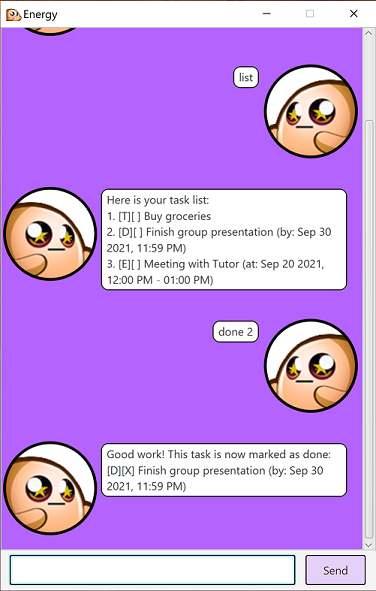 Energy
list
Here is your task list:
1. [T][ ] Buy groceries
2. [D][ ] Finish group presentation (by: Sep 30
2021, 11:59 PM)
3. [E][ ] Meeting with Tutor (at: Sep 20 2021,
12:00 PM - 01:00 PM)
done 2
Good work! This task is now marked as done:
[D][X] Finish group presentation (by: Sep 30
2021, 11:59 PM)
Send